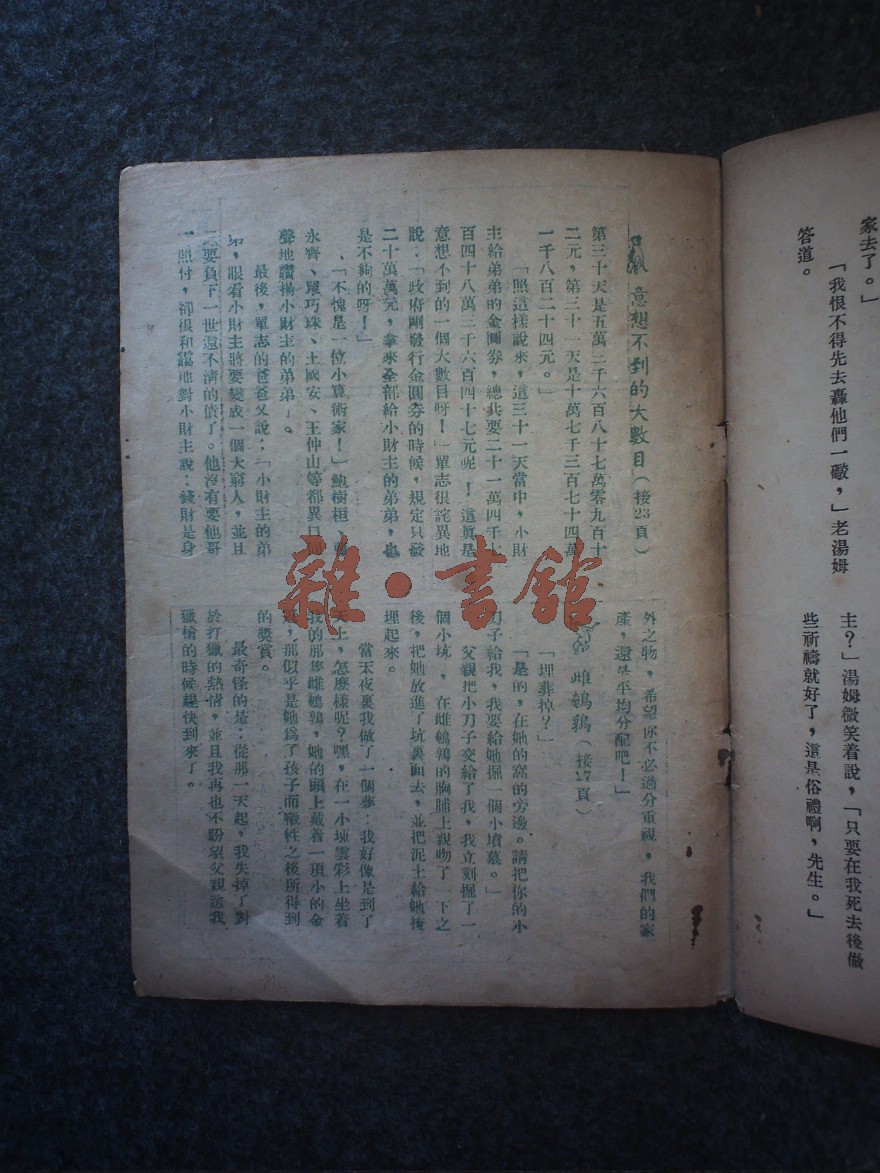 家去了。」
「我恨不得先去轟他們一礮，」老湯姆
答道。
主？」湯姆微笑着說，「只要在我死去後做
些祈禱就好了，這是俗禮啊，先生。」
意想不到的大數目（接23頁）
第三十天是五萬三千六百八十七萬零九百十
二元，第三十一天是十萬七千三百七十四萬
一千八百二十四元。」
「照這樣說來，這三十一天當中，小財
主給弟弟的金圓券，總共要二十一萬四千七
百四十八萬三千六百四十七元呢！這眞是
意想不到的一個大數目呀！」單志很詫異地
說：「政府剛發行金圓券的時候，規定只發
二十萬萬元，拿來全部給小財主的弟弟，也
是不夠的呀！」
「不愧是一位小算術家！」鮑樹桓、
永齊、巧珠、王國安、王仲山等都異口同
聲地讚揚小財主的弟弟。
最後，單志的爸爸又說：「小財主的弟
弟，眼看小財主將要變成一個大窮人，並且
要負下一世還不淸的債了。他沒有要他哥
照付，卻很和靄地對小財主說：錢財是身
外之物，希望你不必過分重視，我們的家
產，還是平均分配吧！」
雌鵪鶉（接27頁）
「埋葬掉？」
「是的，在她的窩的旁邊。請把你的小
刀子給我，我要給她掘一個小墳墓。」
父親把小刀子交給了我，我立刻掘了一
個小坑，在雌鵪鶉的胸脯上親吻了一下之
後，把她放進了坑裏面去，並把泥土給她掩
埋起來。
當天夜裏我做了一個夢：我好像是到了
天上，怎麼樣呢？嘿，在一小塊雲彩上坐着
我的那隻雌鵪鶉，她的頭上戴着一頂小的金
冠，那似乎是她爲了孩子而犧牲之後所得到
的獎賞。
最奇怪的是：從那一天起，我失掉了對
於打獵的熱情，並且我再也不盼望父親該我
獵槍的時候趕快到來了。
雜·書館